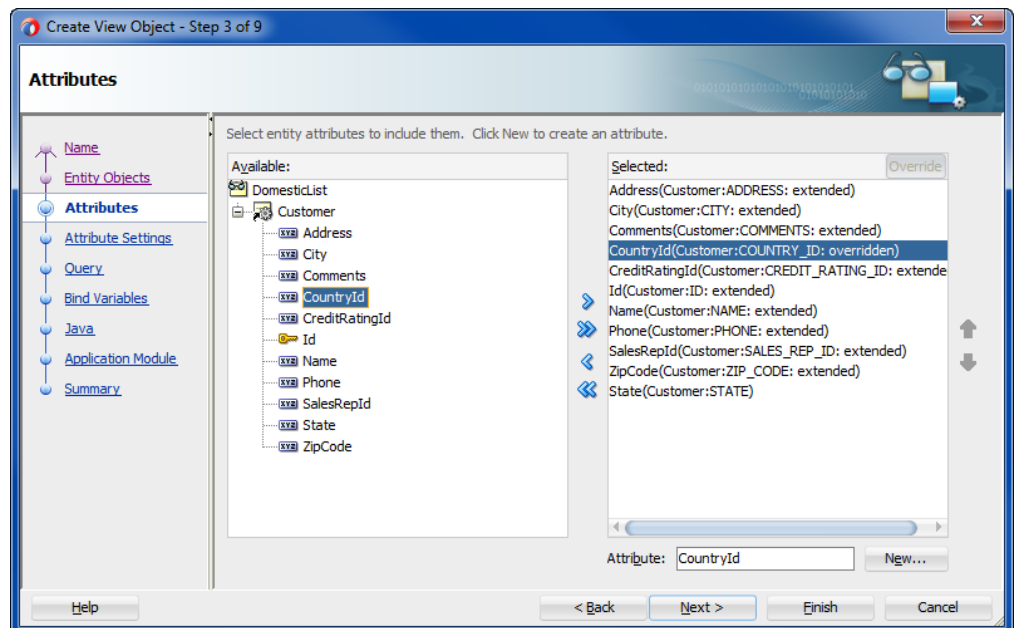 Create View Object - Step 3 of 9
Attributes
Name
Entity Objects
Attributes
Attribute Settings
Query
Bind Variables
Java
Application Module
Summary
Select entity attributes to include them. Click New to create an attribute.
Available:
DomesticList
Customer
Address
City
Comments
CountryId
CreditRatingId
Id
Name
Phone
SalesRepId
State
ZipCode
Selected:
Override
Address(Customer:ADDRESS: extended)
City(Customer:CITY: extended)
Comments(Customer:COMMENTS: extended)
CountryId(Customer:COUNTRY_ID: overridden)
CreditRatingId(Customer:CREDIT_RATING_ID: extende
Id(Customer:ID: extended)
Name(Customer:NAME: extended)
Phone(Customer:PHONE: extended)
SalesRepId(Customer:SALES_REP_ID: extended)
ZipCode(Customer:ZIP_CODE: extended)
State(Customer:STATE)
Attribute: CountryId New...
Help < Back Next > Finish Cancel